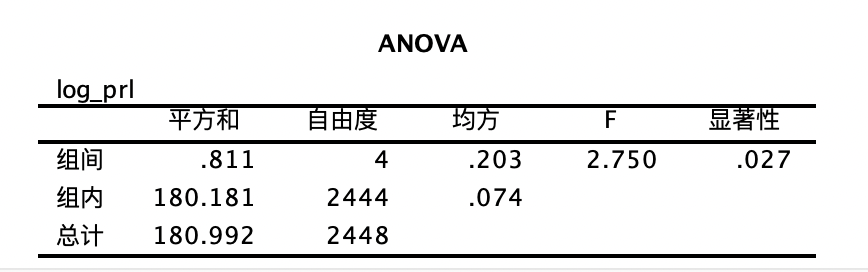 ANOVA
log_prl
平方和 自由度 均方 F 显著性
组间 .811 4 .203 2.750 .027
组内 180.181 2444 .074
总计 180.992 2448